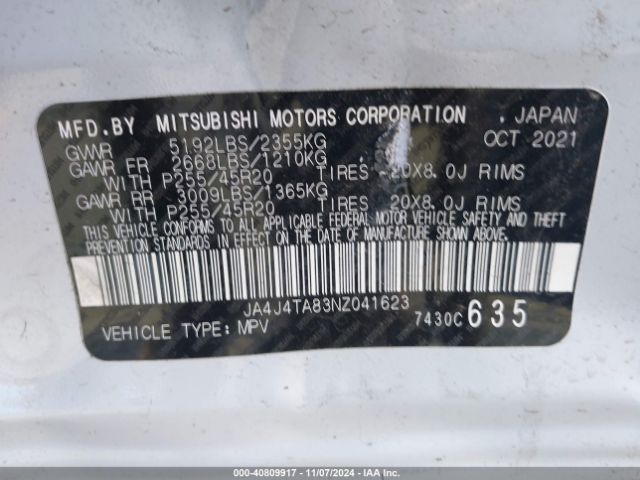 MFD.BY MITSUBISHI MOTORS CORPORATION . JAPAN
GVWR 5192LBS/2355KG OCT 2021
GAWR FR 2668LBS/1210KG
WITH P255/45R20 TIRES 20X8.0J RIMS
GAWR RR 3009LBS/1365KG
WITH P255/45R20 TIRES 20X8.0J RIMS
THIS VEHICLE CONFORMS TO ALL APPLICABLE FEDERAL MOTOR VEHICLE SAFETY AND THEFT
PREVENTION STANDARDS IN EFFECT ON THE DATE OF MANUFACTURE SHOWN ABOVE.
JA4J4TA83NZ041623 7430C 635
VEHICLE TYPE: MPV
000-40809917 - 11/07/2024 - IAA Inc.